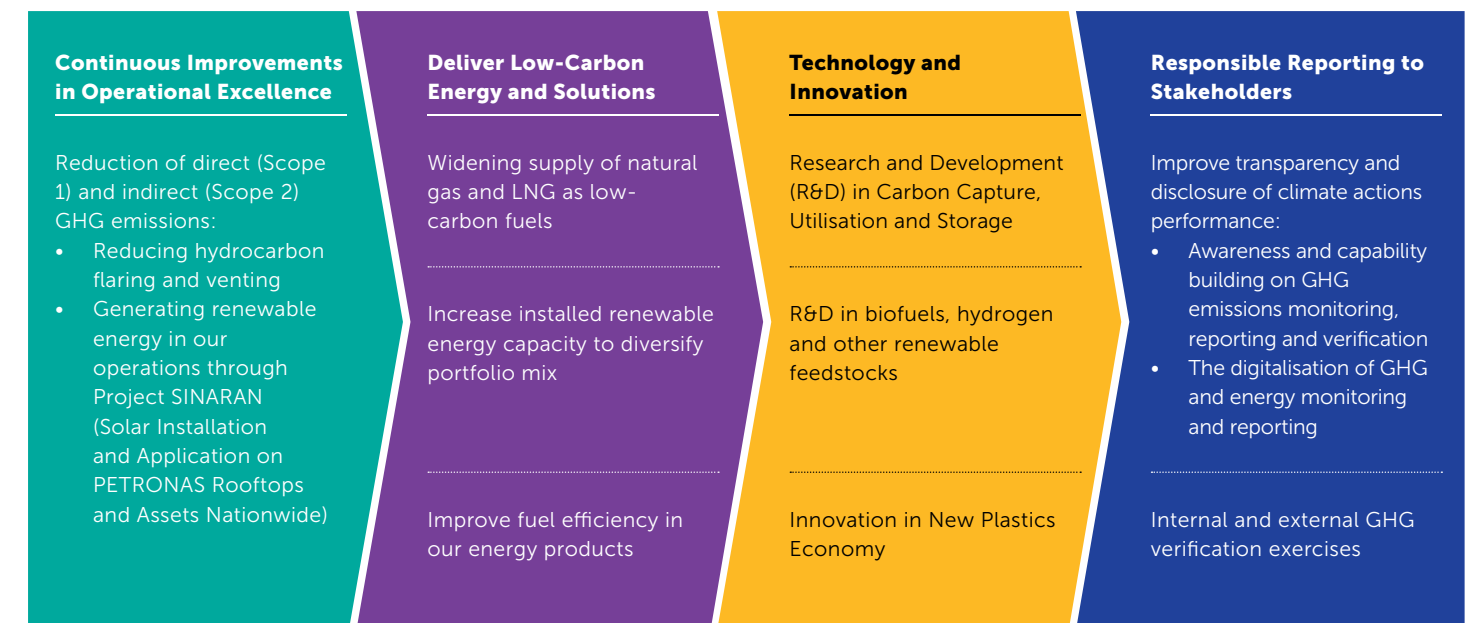 Continuous Improvements
in Operational Excellence
Reduction of direct (Scope
1) and indirect (Scope 2)
GHG emissions:
• Reducing hydrocarbon
flaring and venting
• Generating renewable
energy in our
operations through
Project SINARAN
(Solar Installation
and Application on
PETRONAS Rooftops
and Assets Nationwide)
Deliver Low-Carbon
Energy and Solutions
Widening supply of natural
gas and LNG as low-
carbon fuels
Increase installed renewable
energy capacity to diversify
portfolio mix
Improve fuel efficiency in
our energy products
Technology and
Innovation
Research and Development
(R&D) in Carbon Capture,
Utilisation and Storage
R&D in biofuels, hydrogen
and other renewable
feedstocks
Innovation in New Plastics
Economy
Responsible Reporting to
Stakeholders
Improve transparency and
disclosure of climate actions
performance:
• Awareness and capability
building on GHG
emissions monitoring,
reporting and verification
• The digitalisation of GHG
and energy monitoring
and reporting
Internal and external GHG
verification exercises